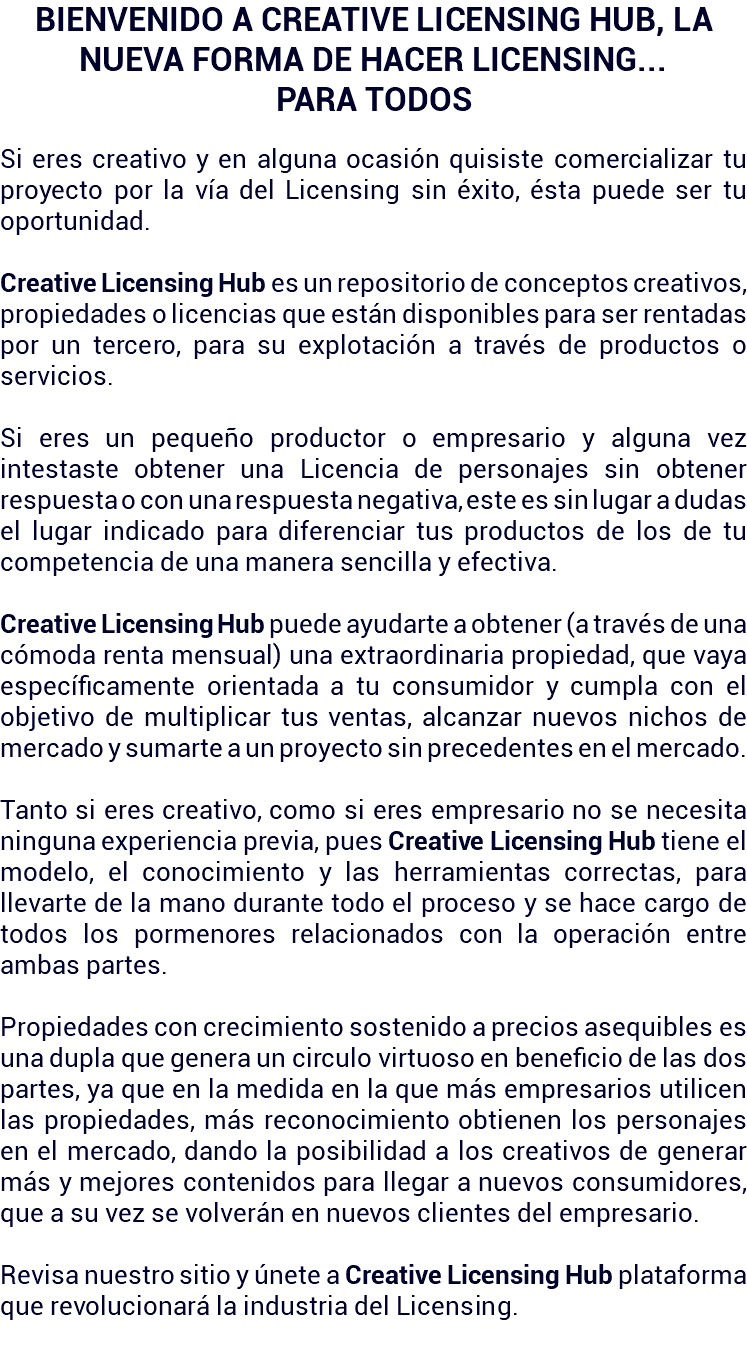 BIENVENIDO A CREATIVE LICENSING HUB, LA
NUEVA FORMA DE HACER LICENSING...
PARA TODOS
Si eres creativo y en alguna ocasión quisiste comercializar tu
proyecto por la vía del Licensing sin éxito, ésta puede ser tu
oportunidad.
Creative Licensing Hub es un repositorio de conceptos creativos,
propiedades o licencias que están disponibles para ser rentadas
por un tercero, para su explotación a través de productos o
servicios.
Si eres un pequeño productor o empresario y alguna vez
intestaste obtener una Licencia de personajes sin obtener
respuesta o con una respuesta negativa, este es sin lugar a dudas
el lugar indicado para diferenciar tus productos de los de tu
competencia de una manera sencilla y efectiva.
Creative Licensing Hub puede ayudarte a obtener (a través de una
cómoda renta mensual) una extraordinaria propiedad, que vaya
específicamente orientada a tu consumidor y cumpla con el
objetivo de multiplicar tus ventas, alcanzar nuevos nichos de
mercado y sumarte a un proyecto sin precedentes en el mercado.
Tanto si eres creativo, como si eres empresario no se necesita
ninguna experiencia previa, pues Creative Licensing Hub tiene el
modelo, el conocimiento y las herramientas correctas, para
llevarte de la mano durante todo el proceso y se hace cargo de
todos los pormenores relacionados con la operación entre
ambas partes.
Propiedades con crecimiento sostenido a precios asequibles es
una dupla que genera un circulo virtuoso en beneficio de las dos
partes, ya que en la medida en la que más empresarios utilicen
las propiedades, más reconocimiento obtienen los personajes
en el mercado, dando la posibilidad a los creativos de generar
más y mejores contenidos para llegar a nuevos consumidores,
que a su vez se volverán en nuevos clientes del empresario.
Revisa nuestro sitio y únete a Creative Licensing Hub plataforma
que revolucionará la industria del Licensing.